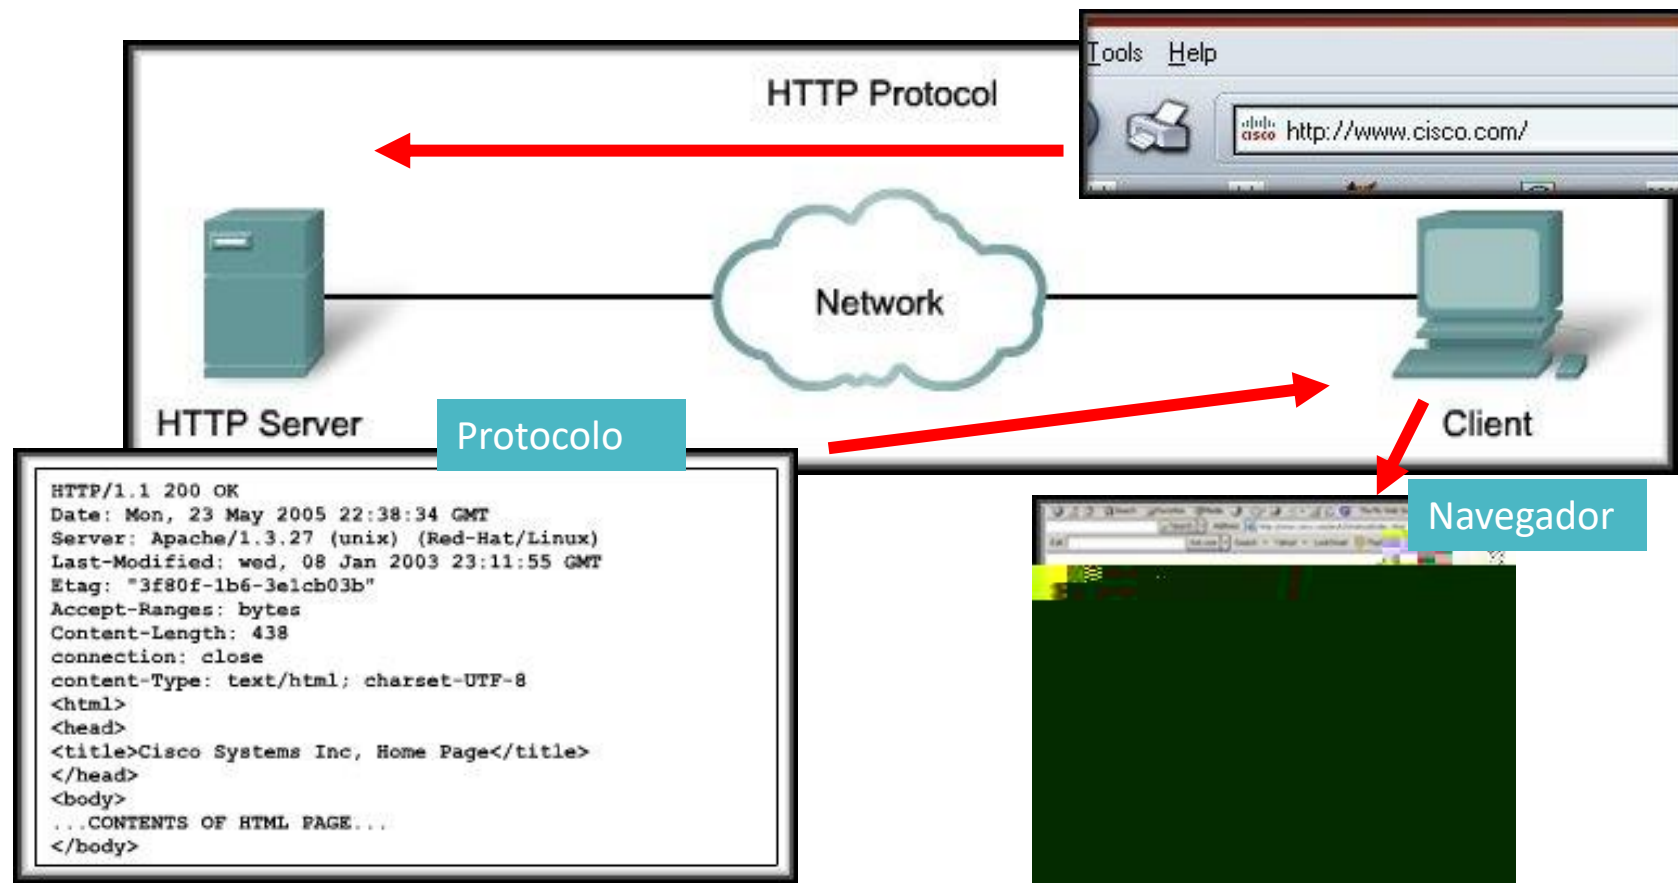 Tools Help
HTTP Protocol
cisco http://www.cisco.com/
Network
HTTP Server
Client
Protocolo
Navegador
HTTP/1.1 200 OK
Date: Mon, 23 May 2005 22:38:34 GMT
Server: Apache/1.3.27 (unix) (Red-Hat/Linux)
Last-Modified: wed, 08 Jan 2003 23:11:55 GMT
Etag: "3f80f-1b6-3e1cb03b"
Accept-Ranges: bytes
Content-Length: 438
connection: close
content-Type: text/html; charset-UTF-8
<html>
<head>
<title>Cisco Systems Inc, Home Page</title>
</head>
<body>
...CONTENTS OF HTML PAGE...
</body>